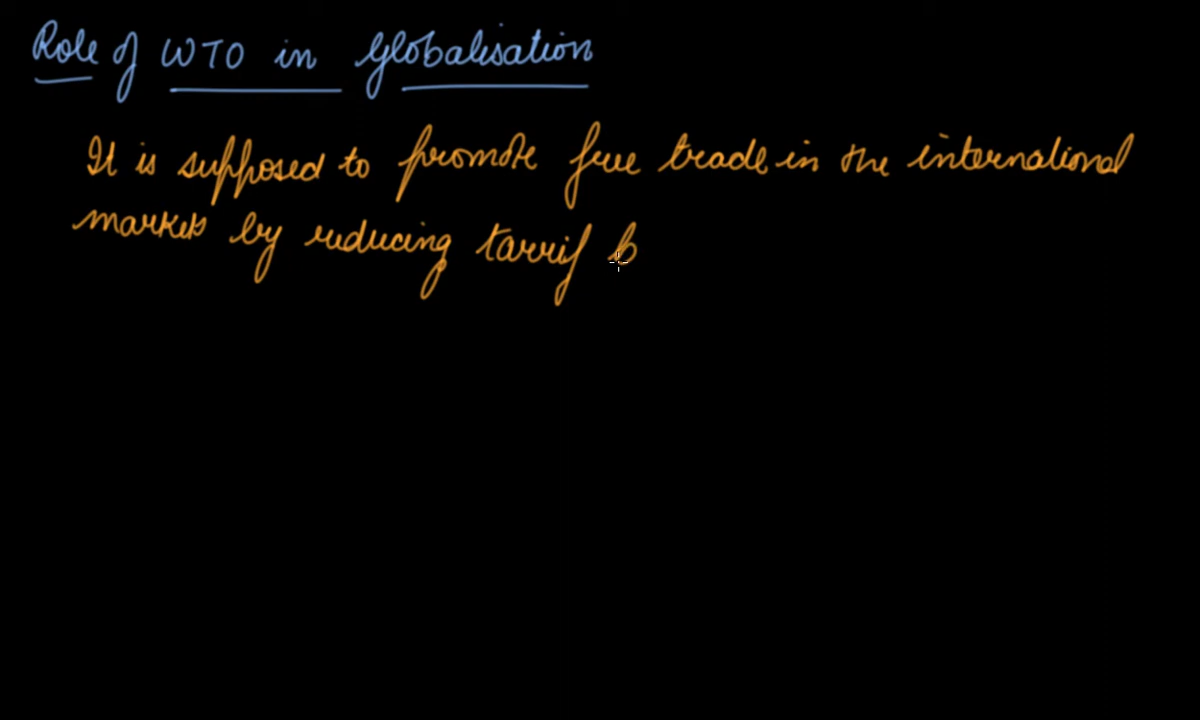 Role of WTO in Globalisation
It is supposed to promote free trade in the international
markets by reducing tarrif b